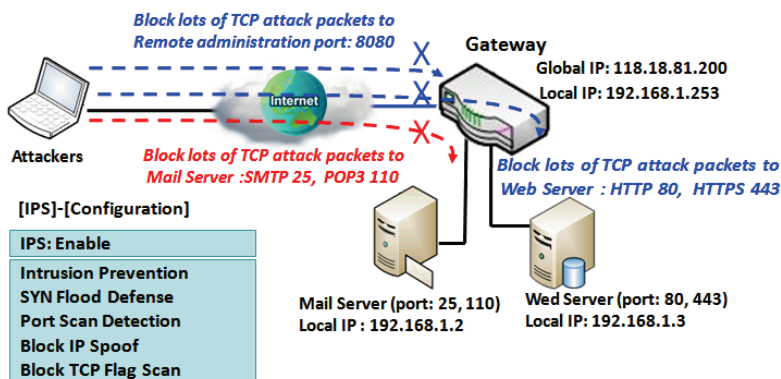 Block lots of TCP attack packets to
Remote administration port: 8080
Gateway
Global IP: 118.18.81.200
Local IP: 192.168.1.253
Internet
Attackers
Block lots of TCP attack packets to
Mail Server :SMTP 25, POP3 110
Block lots of TCP attack packets to
Web Server : HTTP 80, HTTPS 443
[IPS]-[Configuration]
IPS: Enable
Intrusion Prevention
SYN Flood Defense
Port Scan Detection
Block IP Spoof
Block TCP Flag Scan
Mail Server (port: 25, 110)
Local IP : 192.168.1.2
Wed Server (port: 80, 443)
Local IP: 192.168.1.3